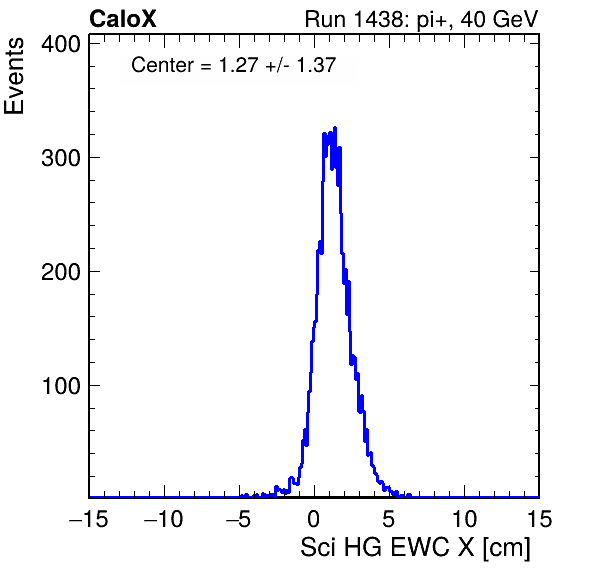 CaloX Run 1438: pi+, 40 GeV
Events
Center = 1.27 +/- 1.37
400
300
200
100
−15 −10 −5 0 5 10 15
Sci HG EWC X [cm]